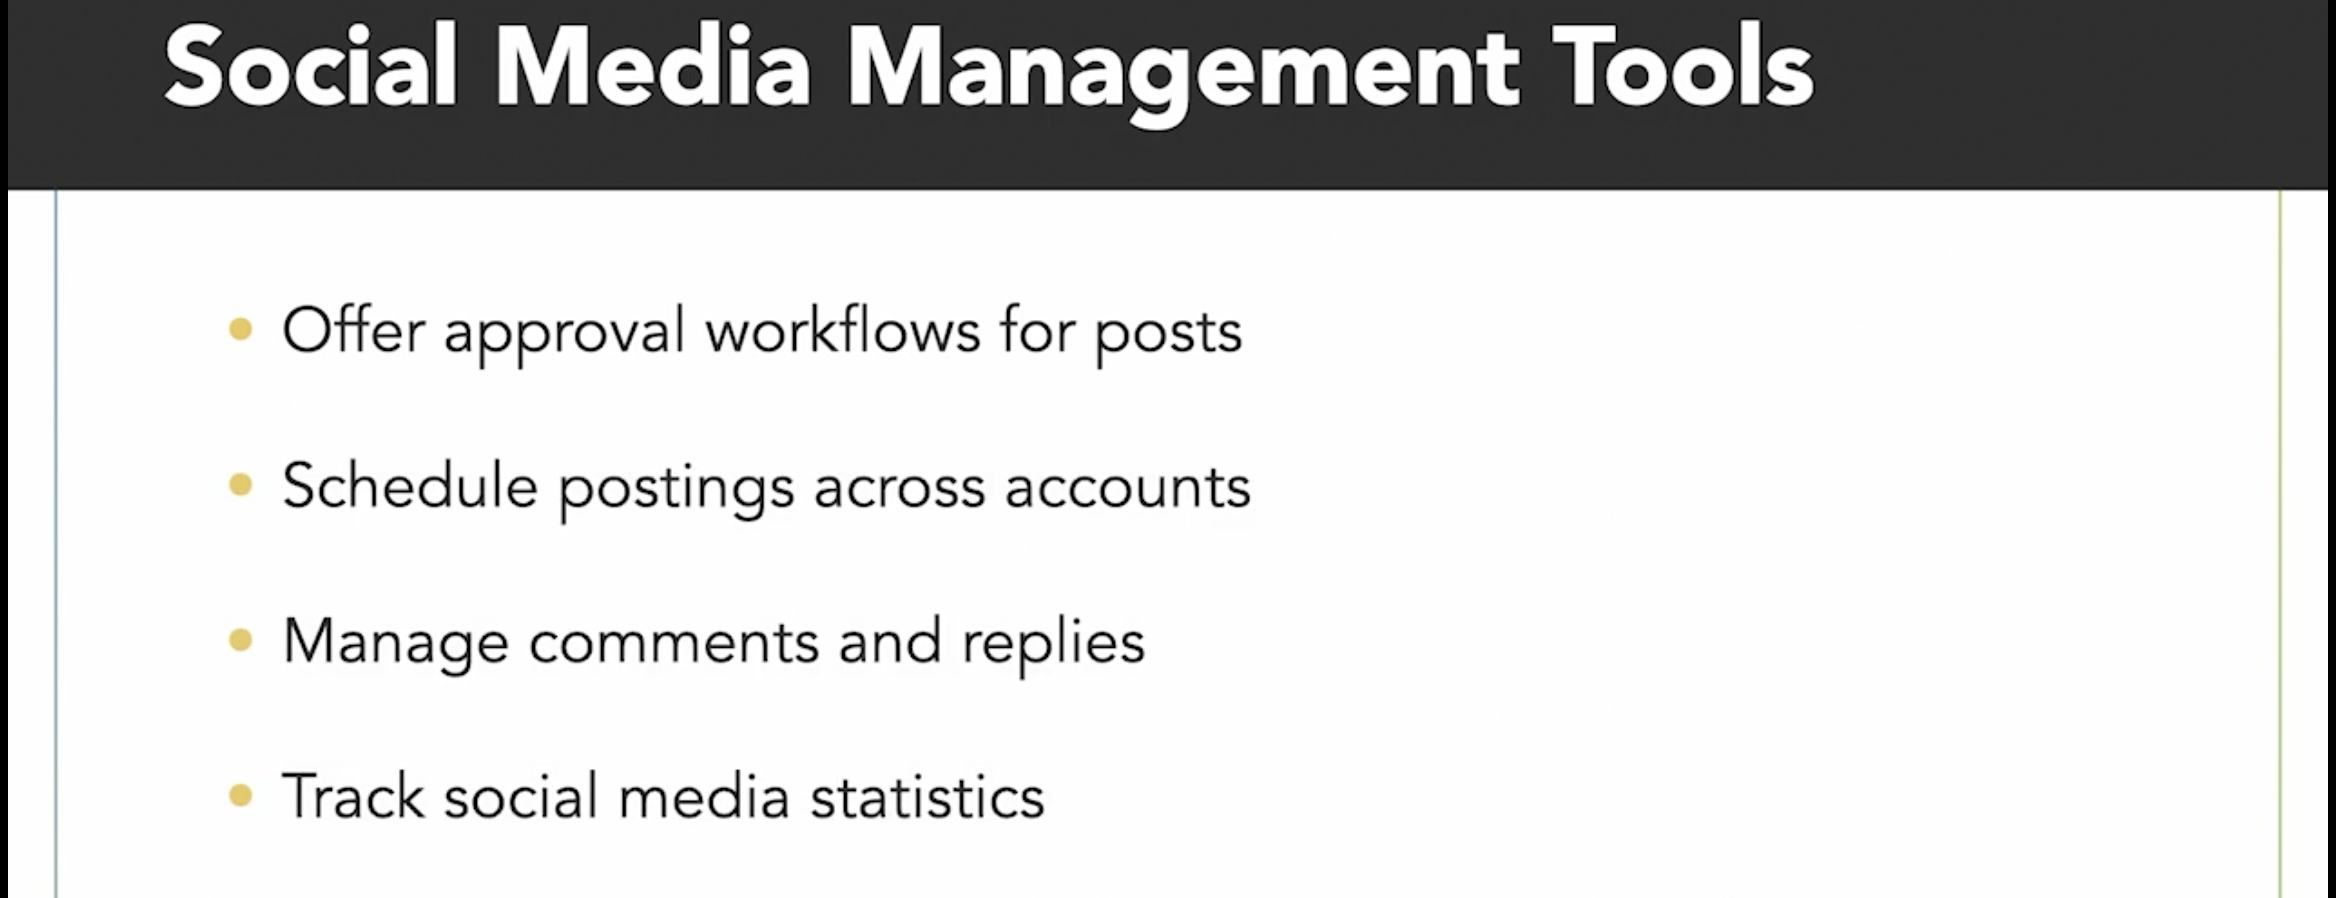 Social Media Management Tools
Offer approval workflows for posts
Schedule postings across accounts
Manage comments and replies
Track social media statistics